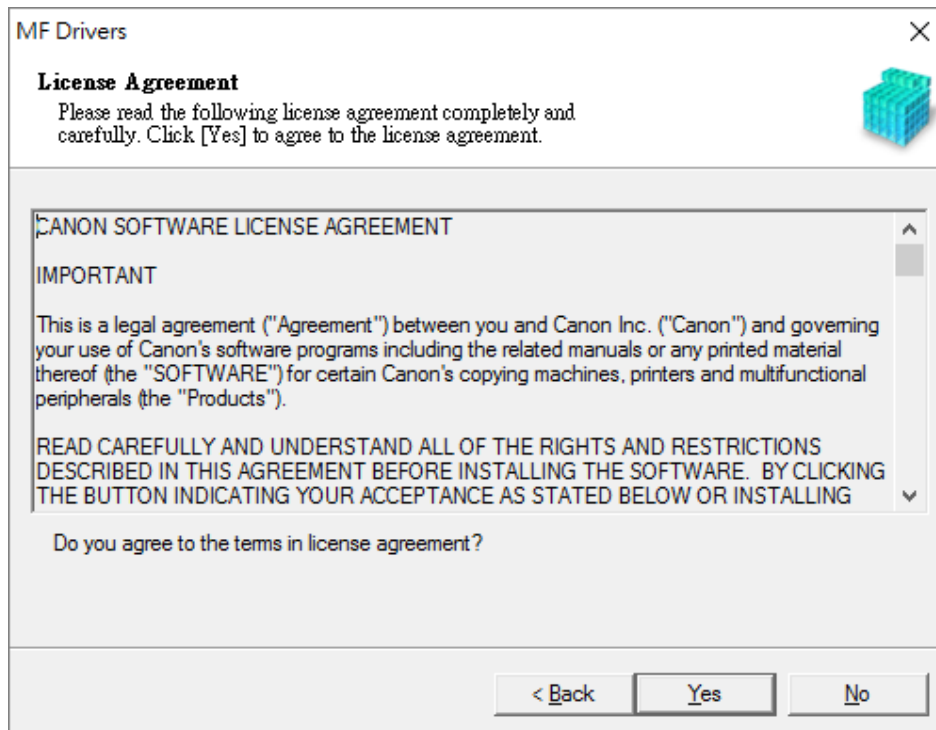 MF Drivers
License Agreement
Please read the following license agreement completely and
carefully. Click [Yes] to agree to the license agreement.
CANON SOFTWARE LICENSE AGREEMENT
IMPORTANT
This is a legal agreement ("Agreement") between you and Canon Inc. ("Canon") and governing
your use of Canon's software programs including the related manuals or any printed material
thereof (the "SOFTWARE") for certain Canon's copying machines, printers and multifunctional
peripherals (the "Products").
READ CAREFULLY AND UNDERSTAND ALL OF THE RIGHTS AND RESTRICTIONS
DESCRIBED IN THIS AGREEMENT BEFORE INSTALLING THE SOFTWARE.  BY CLICKING
THE BUTTON INDICATING YOUR ACCEPTANCE AS STATED BELOW OR INSTALLING
Do you agree to the terms in license agreement?
< Back
Yes
No